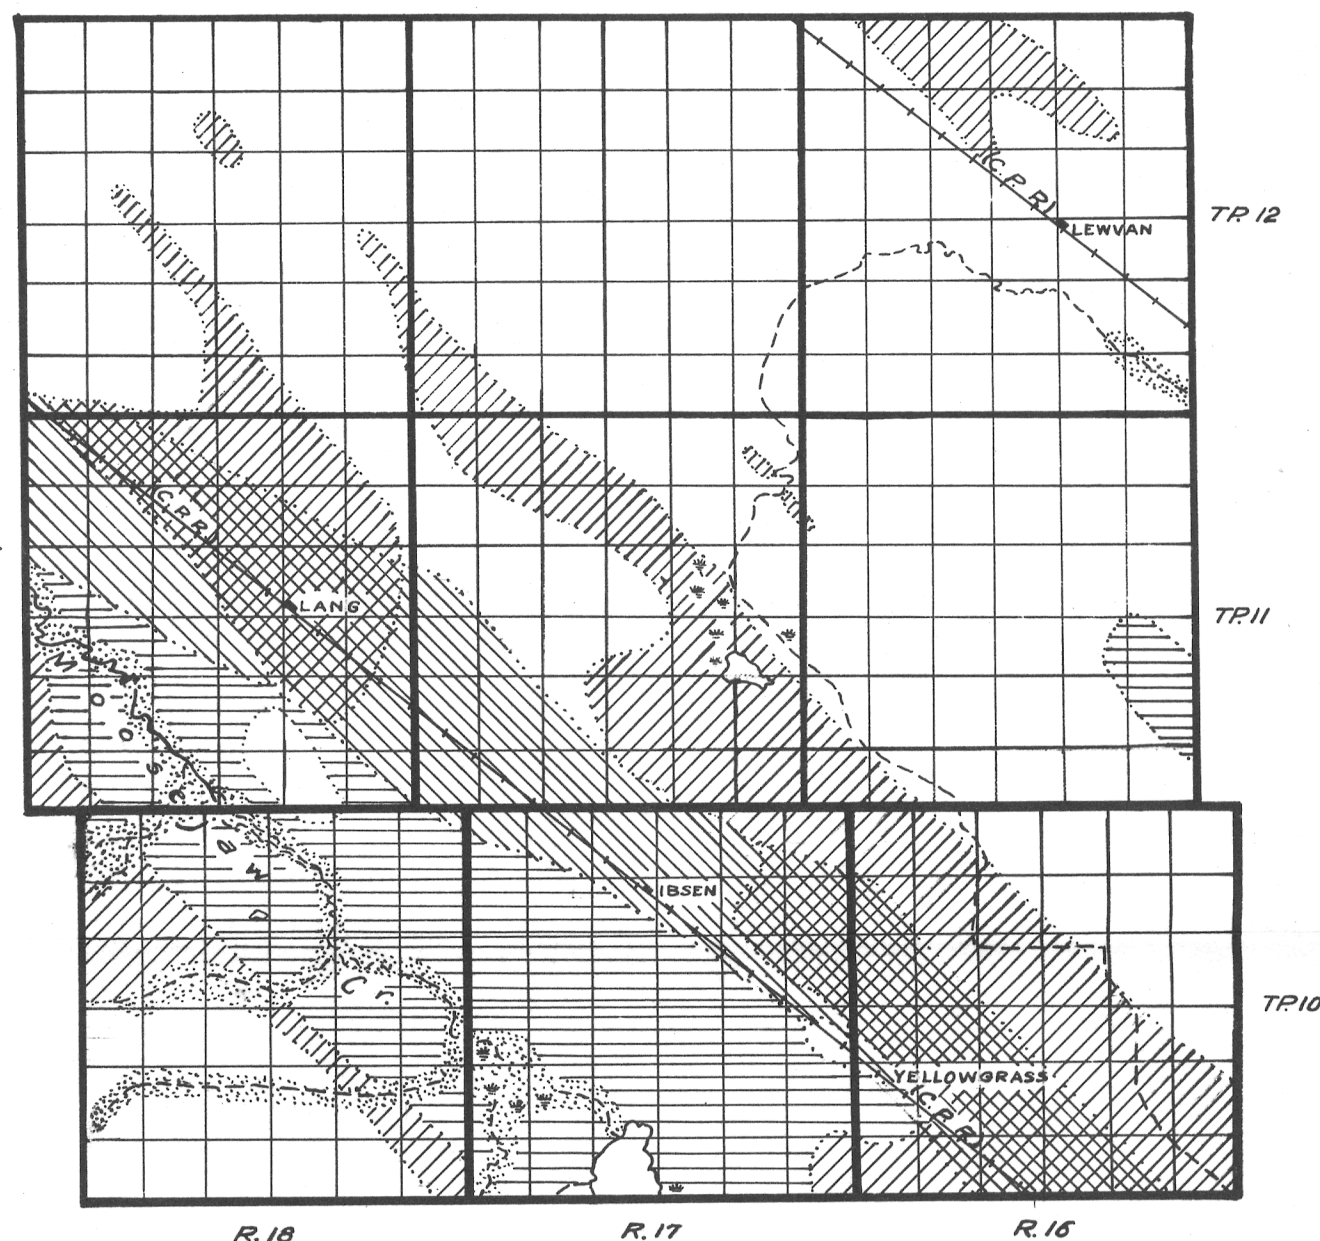 (C.P.R.)
LEWVAN
TP. 12
(C.P.R.)
LANG
TP. 11
Moose Jaw Cr.
IBSEN
TP. 10
YELLOWGRASS
(C.P.R.)
R. 18
R. 17
R. 16